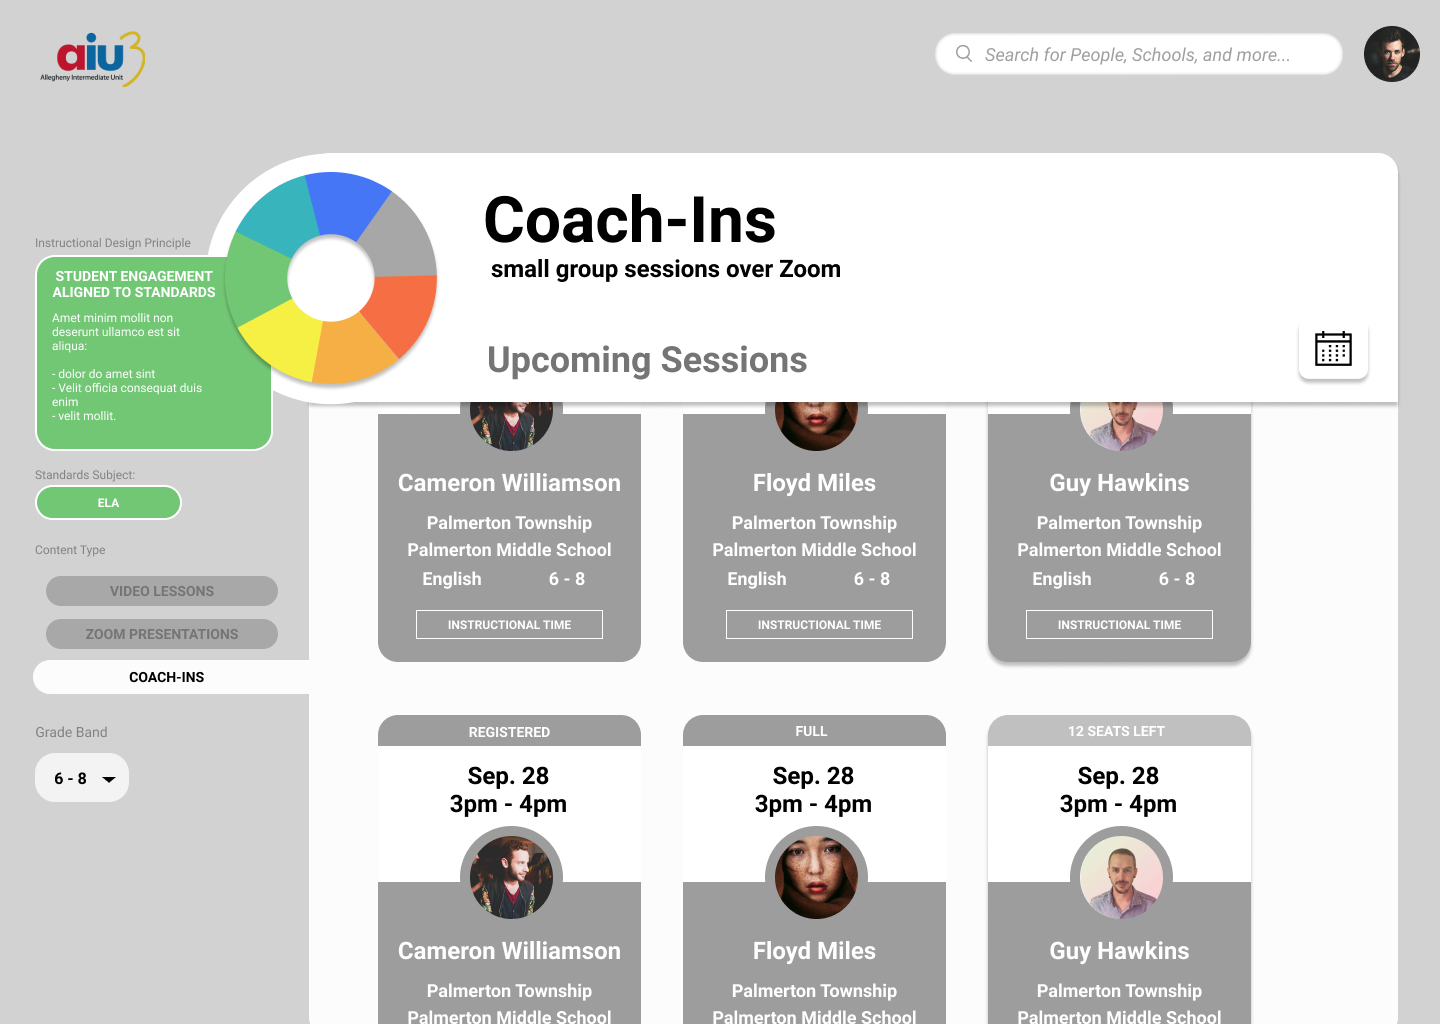 aiu3
Allegheny Intermediate Unit
Search for People, Schools, and more...
Coach-Ins
small group sessions over Zoom
Upcoming Sessions
Instructional Design Principle
STUDENT ENGAGEMENT
ALIGNED TO STANDARDS
Amet minim mollit non
deserunt ullamco est sit
aliqua:
- dolor do amet sint
- Velit officia consequat duis
enim
- velit mollit.
Standards Subject:
ELA
Content Type
VIDEO LESSONS
ZOOM PRESENTATIONS
COACH-INS
Grade Band
6 - 8
Cameron Williamson
Palmerton Township
Palmerton Middle School
English 6 - 8
INSTRUCTIONAL TIME
Floyd Miles
Palmerton Township
Palmerton Middle School
English 6 - 8
INSTRUCTIONAL TIME
Guy Hawkins
Palmerton Township
Palmerton Middle School
English 6 - 8
INSTRUCTIONAL TIME
REGISTERED
Sep. 28
3pm - 4pm
Cameron Williamson
Palmerton Township
Palmerton Middle School
FULL
Sep. 28
3pm - 4pm
Floyd Miles
Palmerton Township
Palmerton Middle School
12 SEATS LEFT
Sep. 28
3pm - 4pm
Guy Hawkins
Palmerton Township
Palmerton Middle School